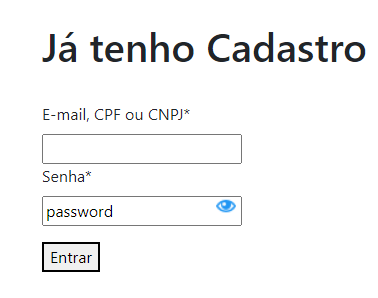 Já tenho Cadastro
E-mail, CPF ou CNPJ*
Senha*
password
Entrar